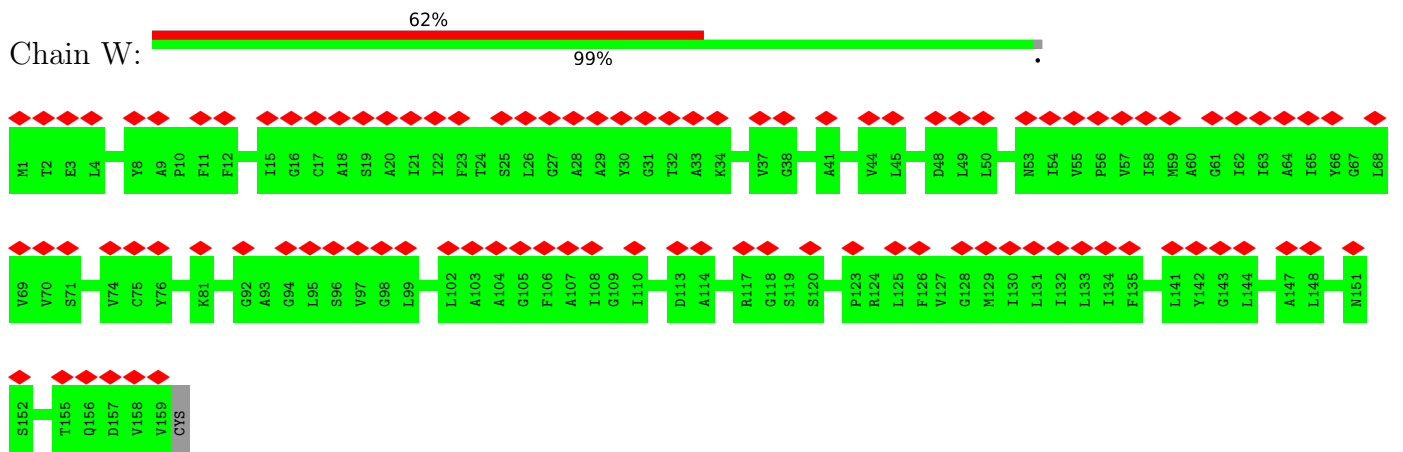 62%
Chain W:
99%
.
M1 T2 E3 L4 Y8 A9 P10 F11 F12 I15 G16 C17 A18 S19 A20 I21 I22 F23 T24 S25 L26 G27 A28 A29 Y30 G31 T32 A33 K34 V37 G38 A41 V44 L45 D48 L49 L50 N53 I54 V55 P56 V57 I58 M59 A60 G61 I62 I63 A64 I65 Y66 G67 L68
V69 V70 S71 V74 C75 Y76 K81 G92 A93 G94 L95 S96 V97 G98 L99 L102 A103 A104 G105 F106 A107 I108 G109 I110 D113 A114 R117 G118 S119 S120 P123 R124 L125 F126 V127 G128 M129 I130 L131 I132 L133 I134 F135 L141 Y142 G143 L144 A147 L148 N151
S152 T155 Q156 D157 V158 V159 CYS